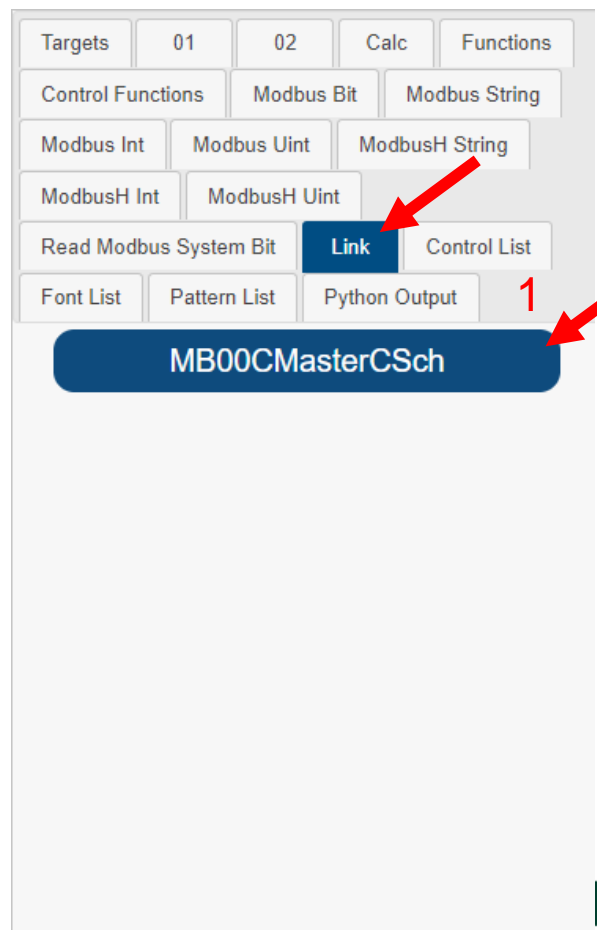 Targets 01 02 Calc Functions
Control Functions Modbus Bit Modbus String
Modbus Int Modbus Uint ModbusH String
ModbusH Int ModbusH Uint
Read Modbus System Bit Link Control List
Font List Pattern List Python Output 1
MB00CMasterCSch